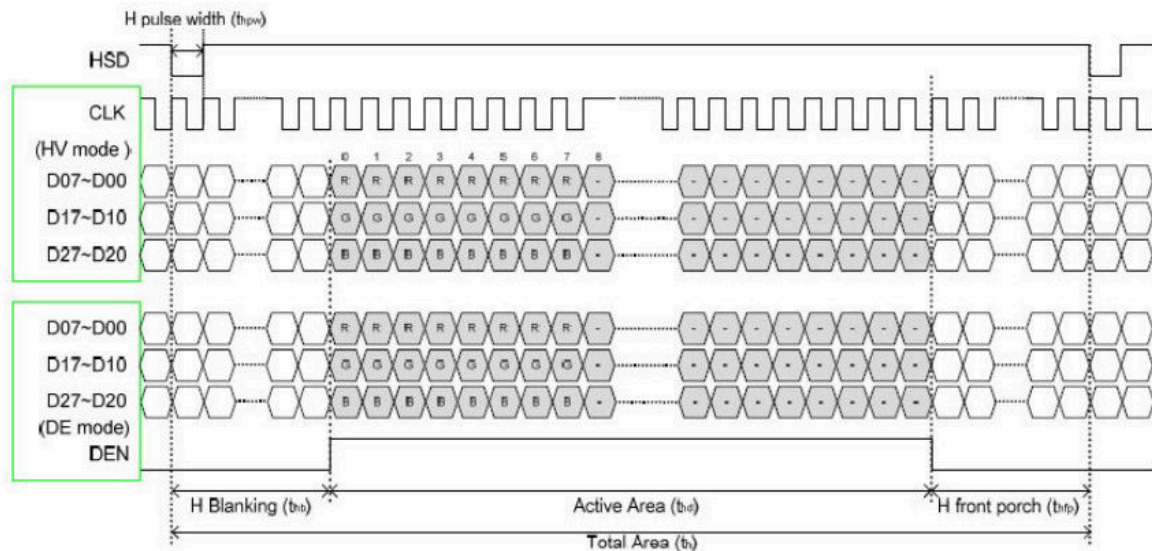 H pulse width (thpw)
HSD
CLK
(HV mode )
0 1 2 3 4 5 6 7 8
D07~D00 R R R R R R R R - - - - - - - - -
D17~D10 G G G G G G G G - - - - - - - - -
D27~D20 B B B B B B B B - - - - - - - - -
D07~D00 R R R R R R R R - - - - - - - - -
D17~D10 G G G G G G G G - - - - - - - - -
D27~D20 B B B B B B B B - - - - - - - - -
(DE mode)
DEN
H Blanking (thb) Active Area (thd) H front porch (thfp)
Total Area (th)